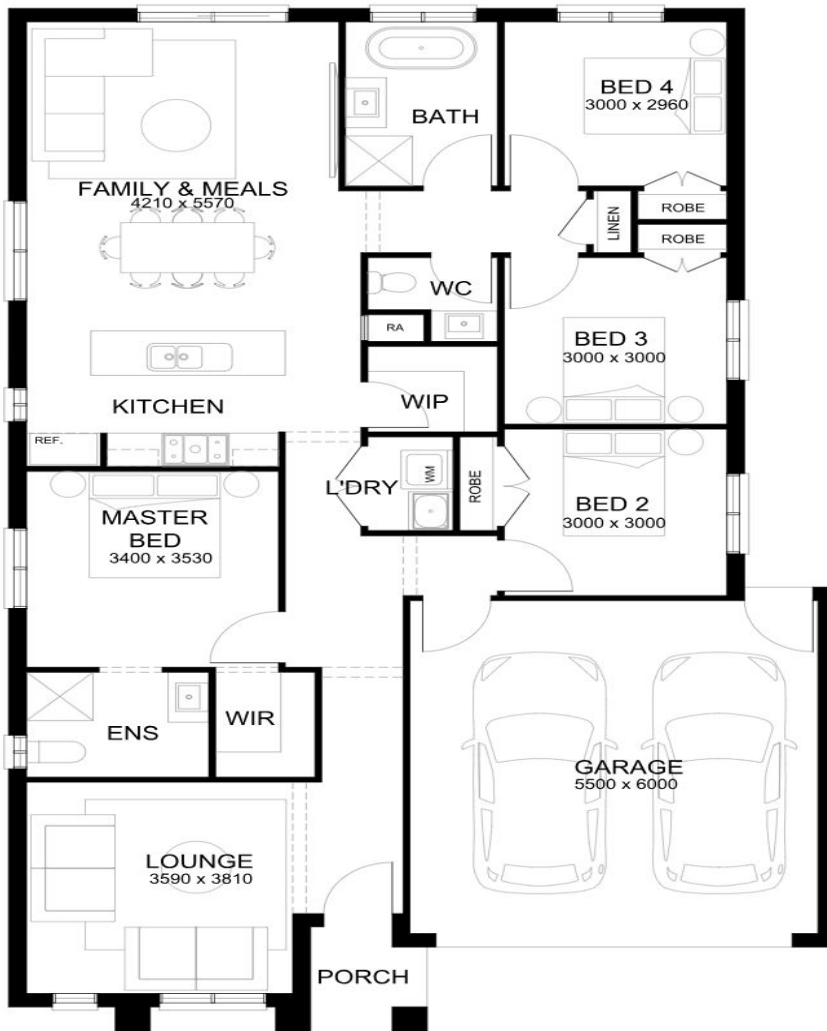 BED 4
3000 x 2960
BATH
FAMILY & MEALS
4210 x 5570
ROBE
LINEN
ROBE
WC
RA
BED 3
3000 x 3000
KITCHEN
WIP
REF.
L'DRY
WM
ROBE
BED 2
3000 x 3000
MASTER
BED
3400 x 3530
ENS
WIR
GARAGE
5500 x 6000
LOUNGE
3590 x 3810
PORCH